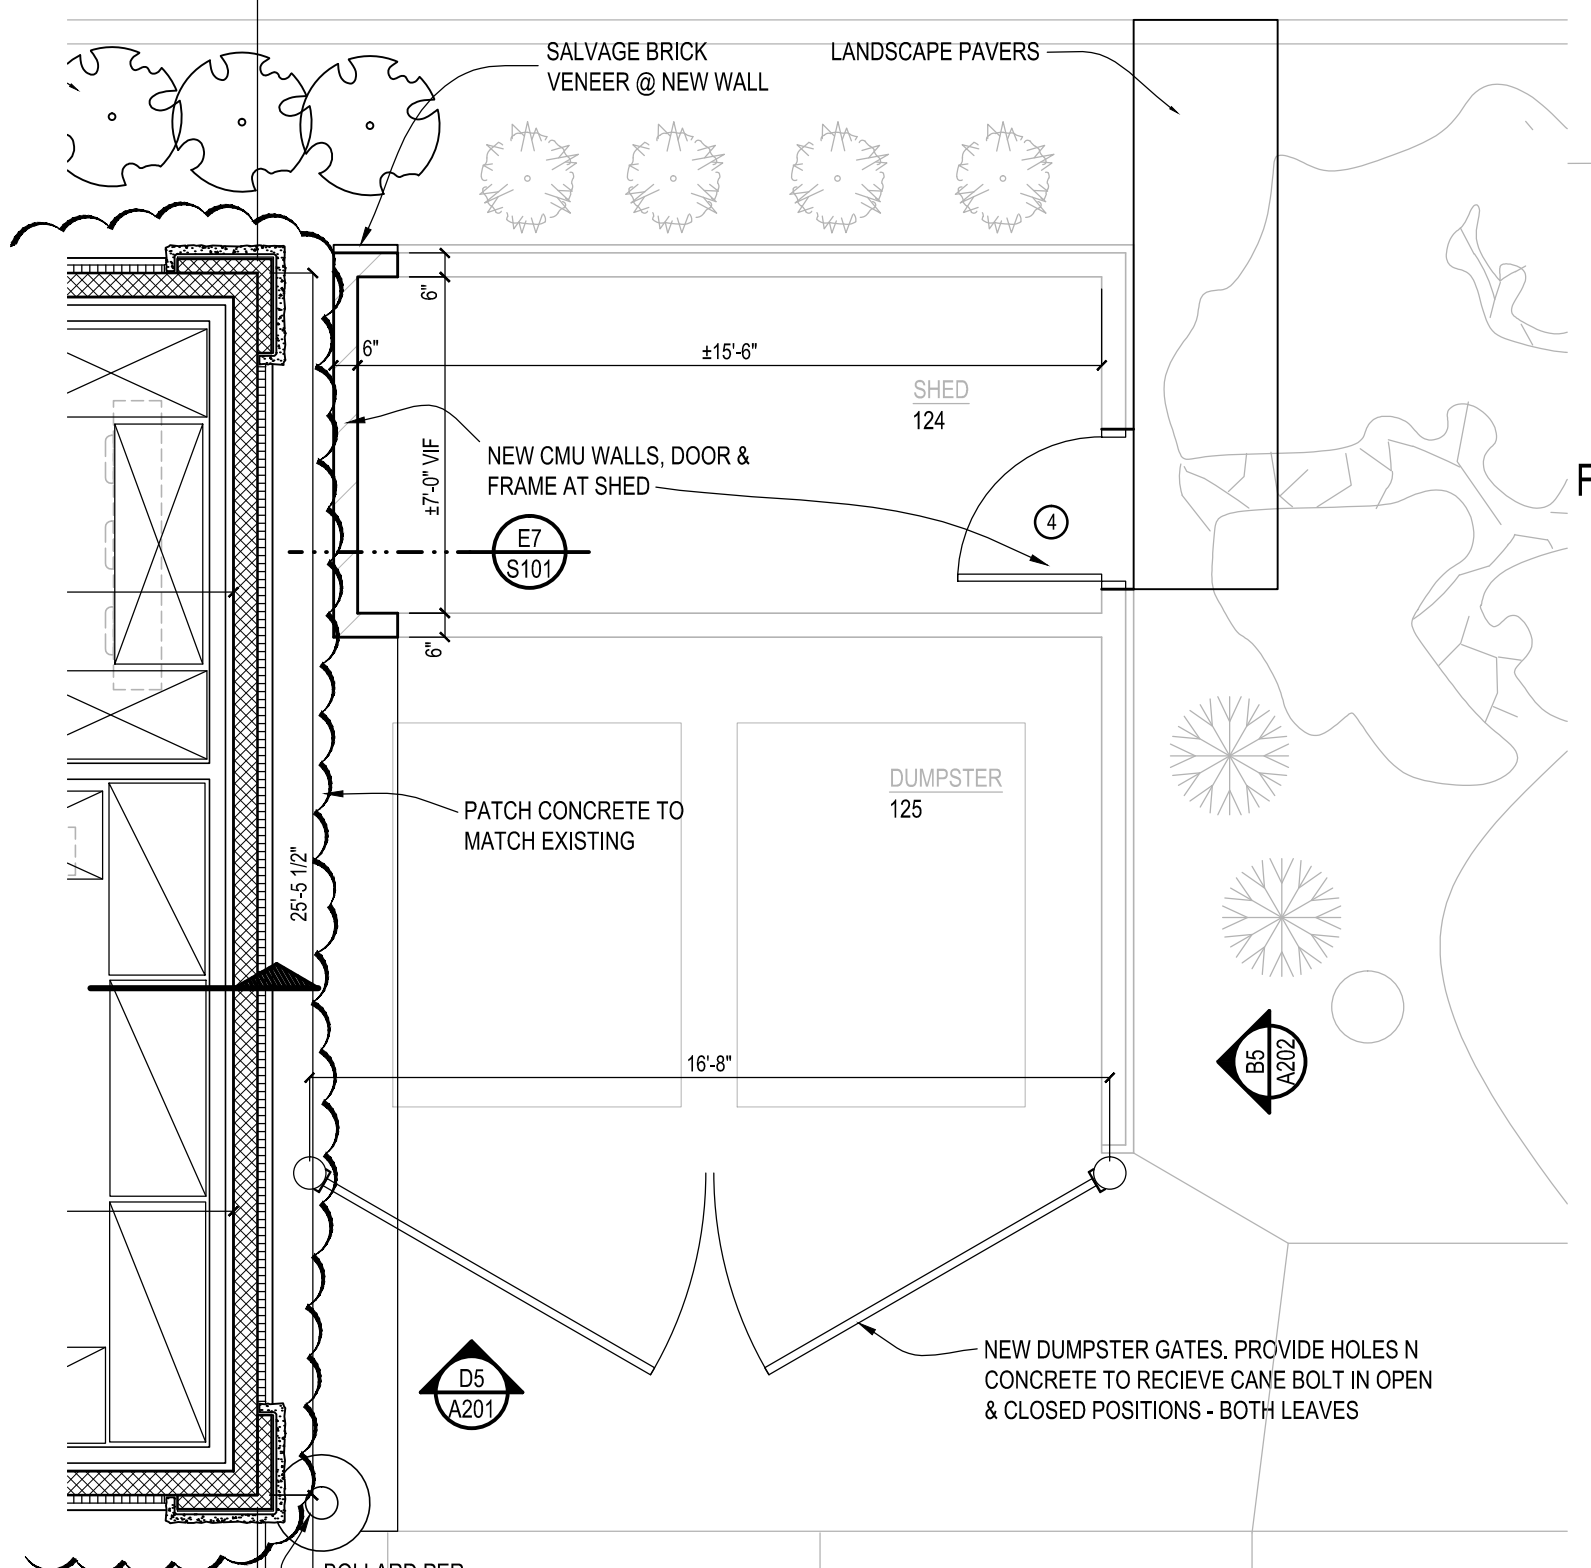 SALVAGE BRICK
VENEER @ NEW WALL
LANDSCAPE PAVERS
6"
6"
±15'-6"
SHED
124
±7'-0" VIF
NEW CMU WALLS, DOOR &
FRAME AT SHED
4
E7
S101
6"
DUMPSTER
125
PATCH CONCRETE TO
MATCH EXISTING
25'-5 1/2"
16'-8"
B5
A202
NEW DUMPSTER GATES. PROVIDE HOLES N
CONCRETE TO RECIEVE CANE BOLT IN OPEN
& CLOSED POSITIONS - BOTH LEAVES
D5
A201
BOLLARD PER